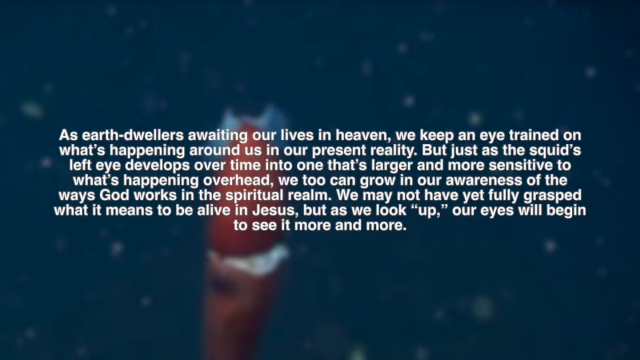 As earth-dwellers awaiting our lives in heaven, we keep an eye trained on
what’s happening around us in our present reality. But just as the squid’s
left eye develops over time into one that’s larger and more sensitive to
what’s happening overhead, we too can grow in our awareness of the
ways God works in the spiritual realm. We may not have yet fully grasped
what it means to be alive in Jesus, but as we look “up,” our eyes will begin
to see it more and more.